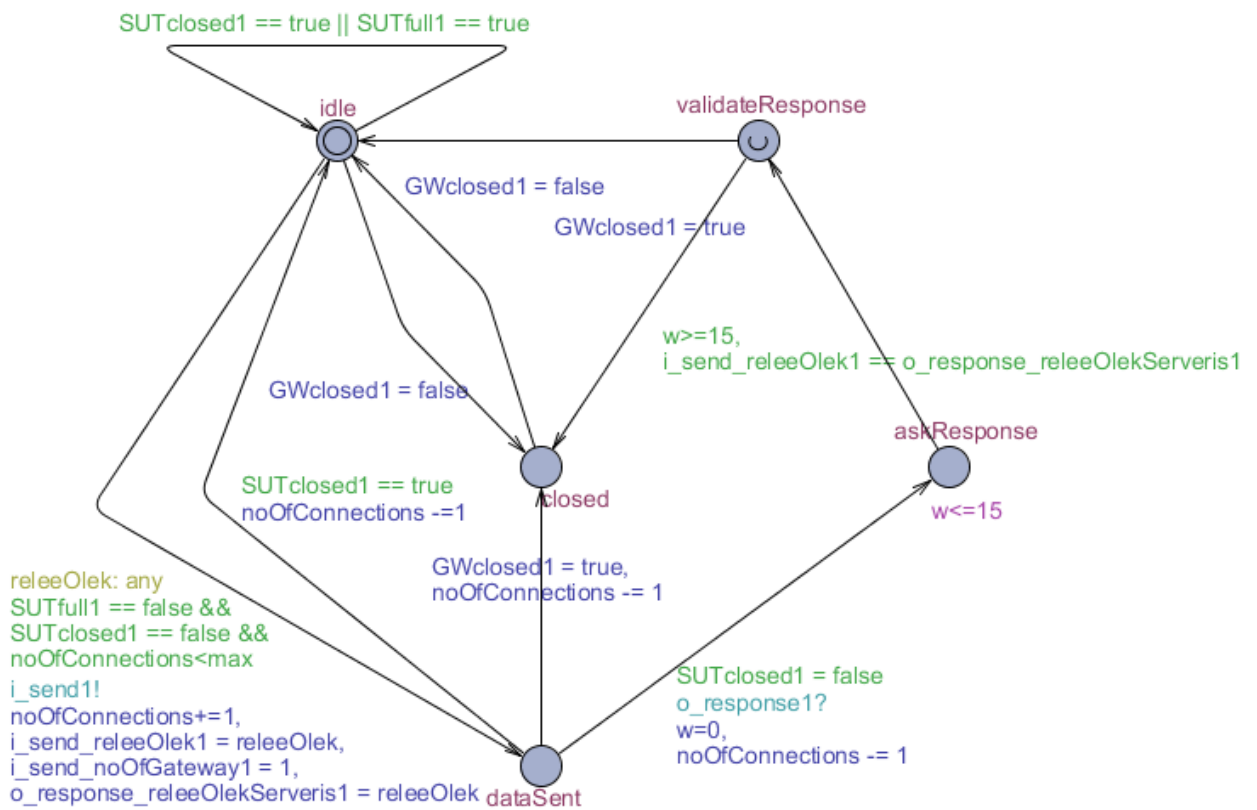 SUTclosed1 == true || SUTfull1 == true
idle
validateResponse
GWclosed1 = false
GWclosed1 = true
w>=15,
i_send_releeOlek1 == o_response_releeOlekServeris1
GWclosed1 = false
askResponse
SUTclosed1 == true
noOfConnections -=1
closed
w<=15
GWclosed1 = true,
noOfConnections -= 1
releeOlek: any
SUTfull1 == false &&
SUTclosed1 == false &&
noOfConnections<max
i_send1!
noOfConnections+=1,
i_send_releeOlek1 = releeOlek,
i_send_noOfGateway1 = 1,
o_response_releeOlekServeris1 = releeOlek
SUTclosed1 = false
o_response1?
w=0,
noOfConnections -= 1
dataSent